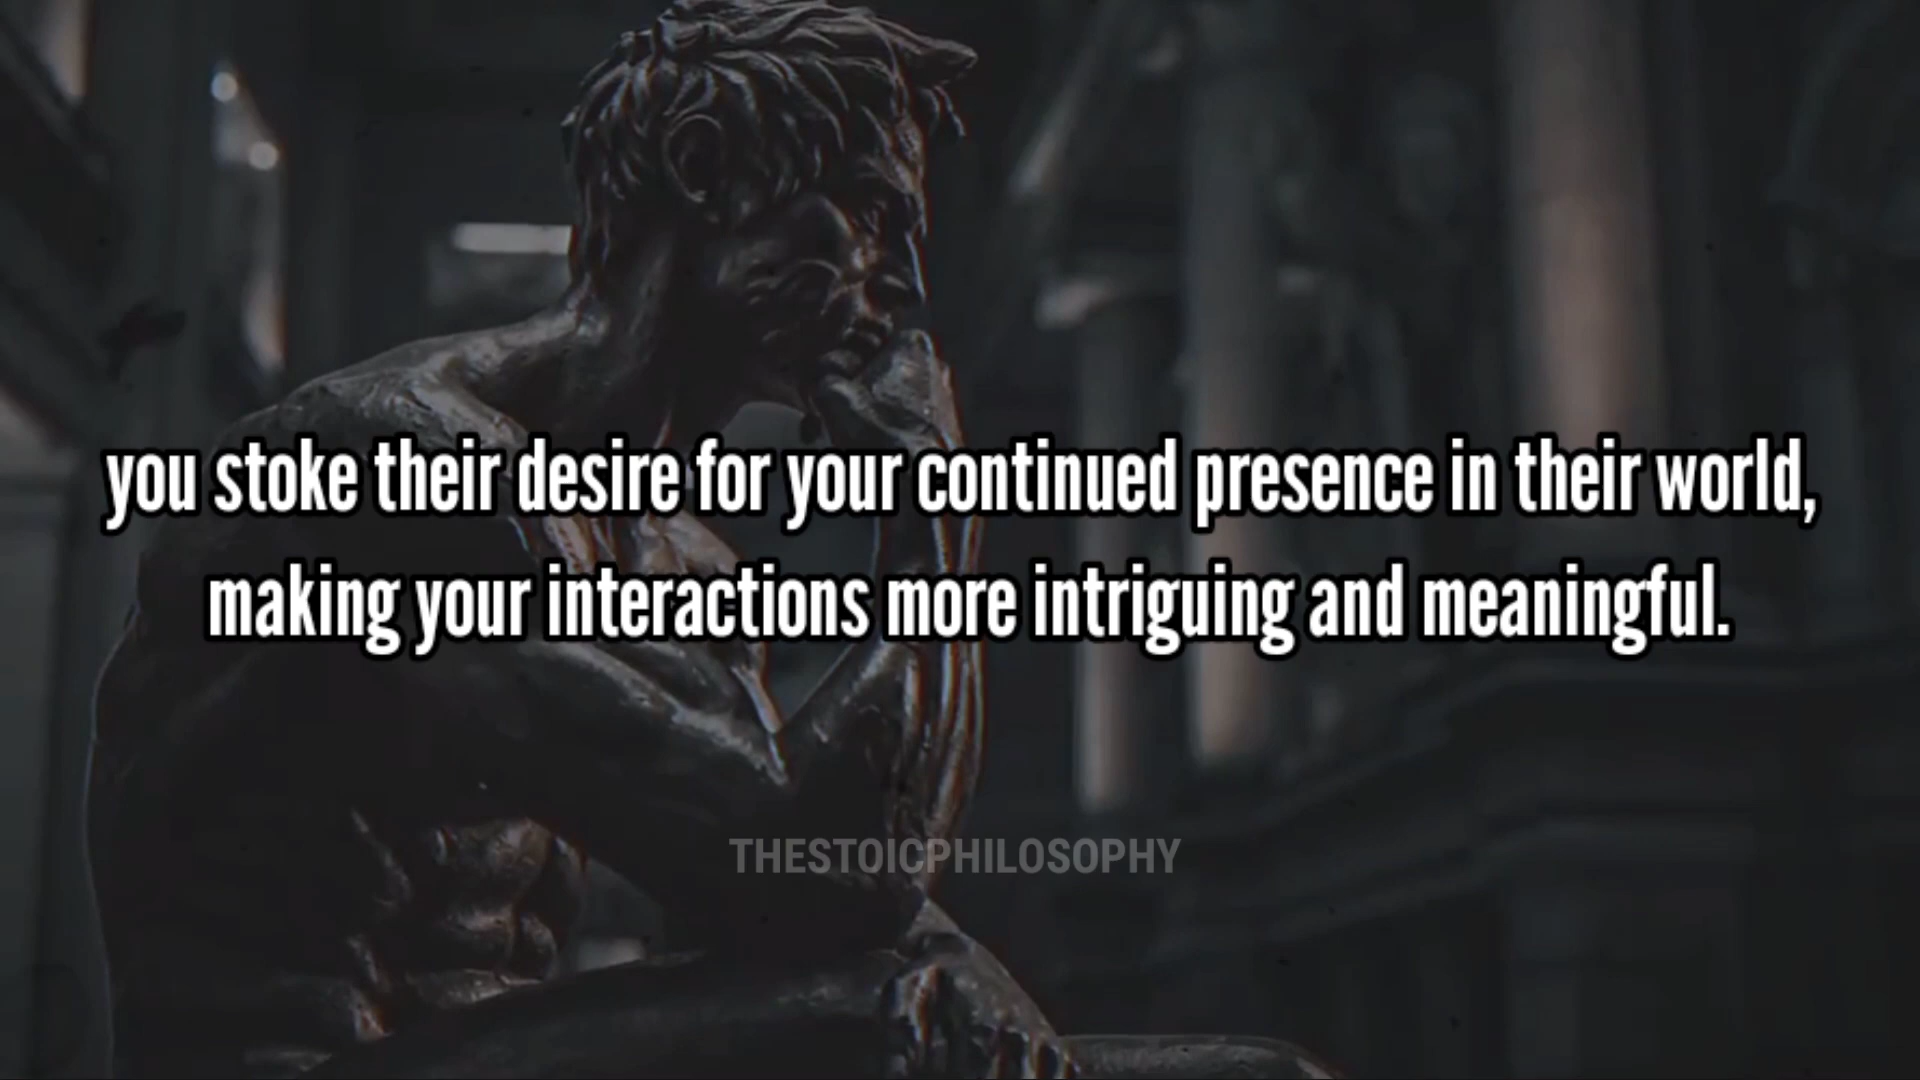 you stoke their desire for your continued presence in their world,
making your interactions more intriguing and meaningful.
THESTOICPHILOSOPHY